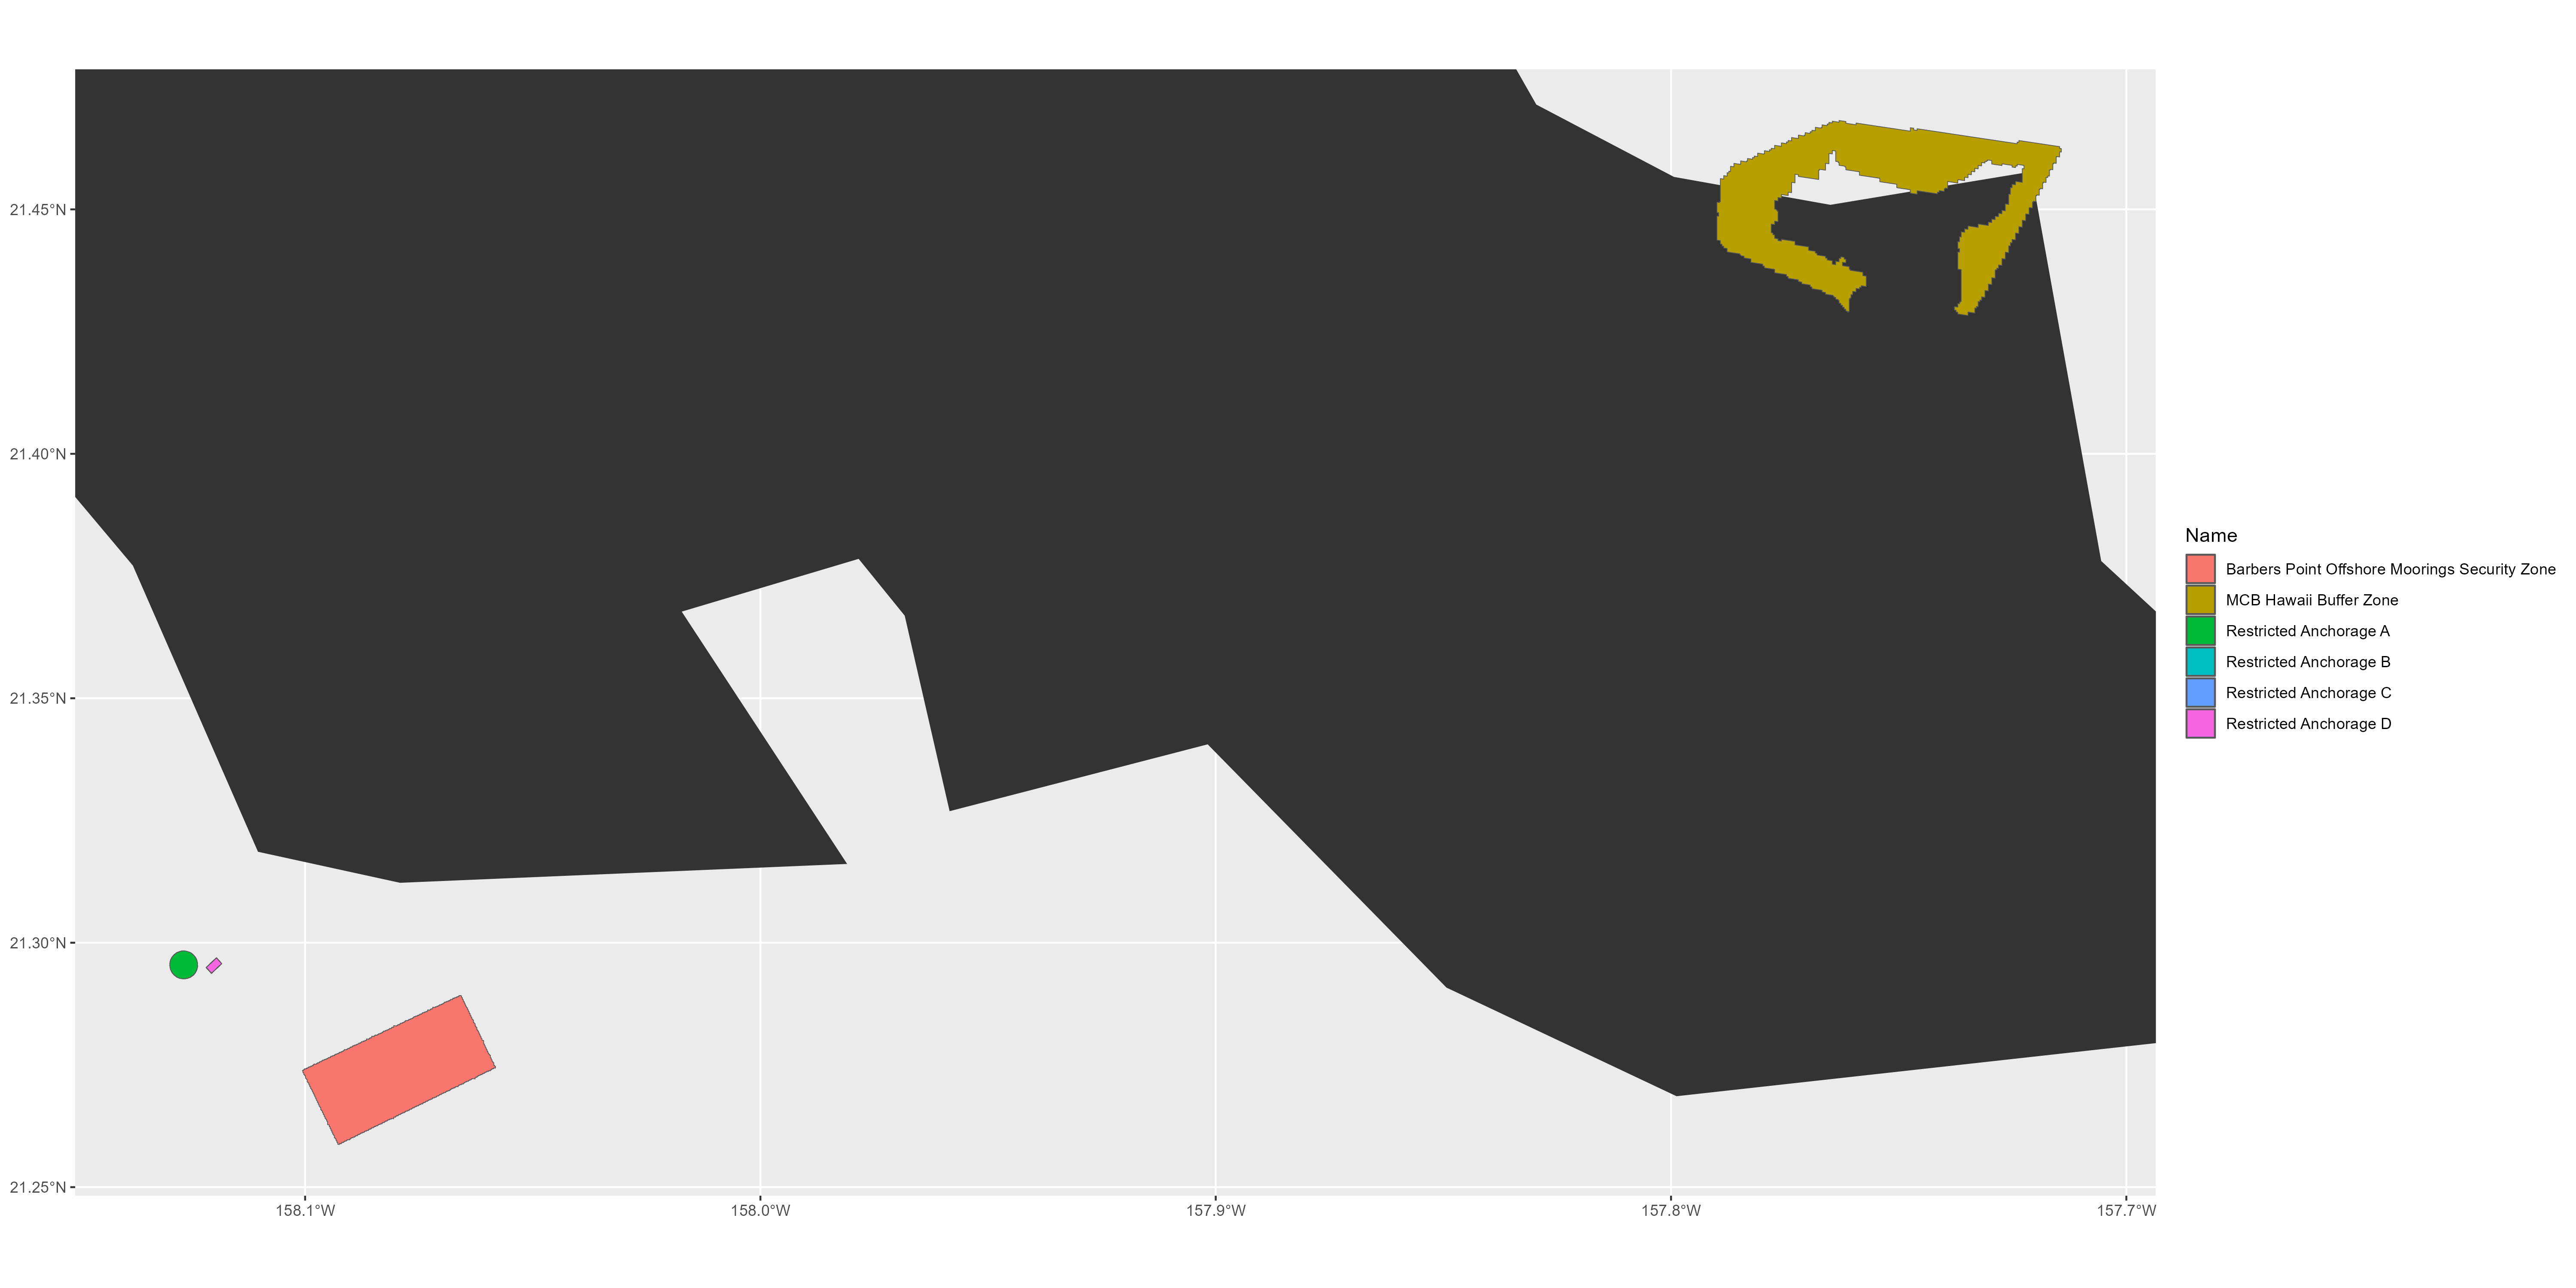 21.45°N
21.40°N
21.35°N
21.30°N
21.25°N
158.1°W
158.0°W
157.9°W
157.8°W
157.7°W
Name
Barbers Point Offshore Moorings Security Zone
MCB Hawaii Buffer Zone
Restricted Anchorage A
Restricted Anchorage B
Restricted Anchorage C
Restricted Anchorage D